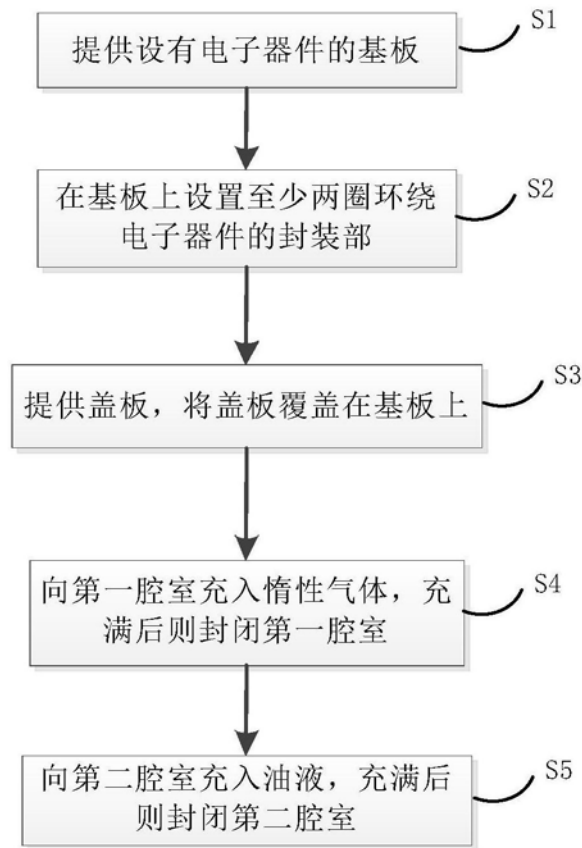 S1
提供设有电子器件的基板
S2
在基板上设置至少两圈环绕
电子器件的封装部
S3
提供盖板，将盖板覆盖在基板上
S4
向第一腔室充入惰性气体，充
满后则封闭第一腔室
S5
向第二腔室充入油液，充满后
则封闭第二腔室